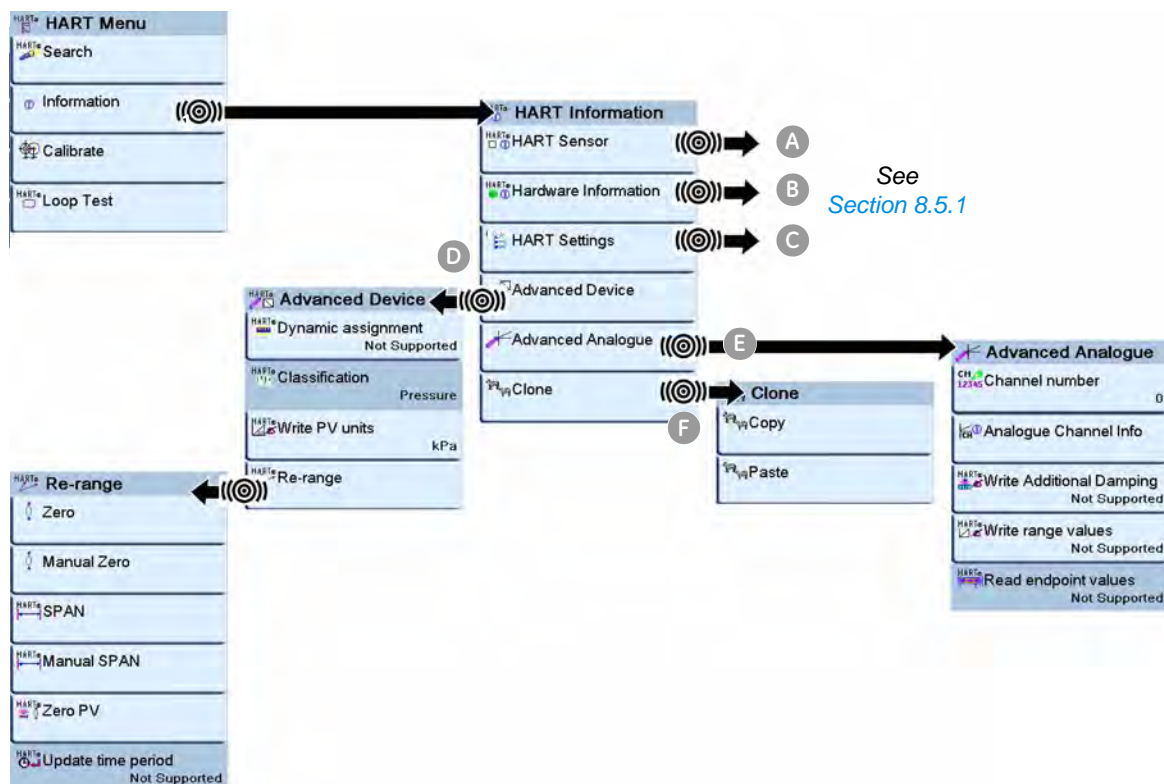 HART Menu
Search
Information
Calibrate
Loop Test
HART Information
HART Sensor
A
Hardware Information
B
See
Section 8.5.1
HART Settings
C
D
Advanced Device
Advanced Analogue
E
Clone
F
Advanced Device
Dynamic assignment
Not Supported
Classification
Pressure
Write PV units
kPa
Re-range
Clone
Copy
Paste
Advanced Analogue
Channel number
0
Analogue Channel Info
Write Additional Damping
Not Supported
Write range values
Not Supported
Read endpoint values
Not Supported
Re-range
Zero
Manual Zero
SPAN
Manual SPAN
Zero PV
Update time period
Not Supported